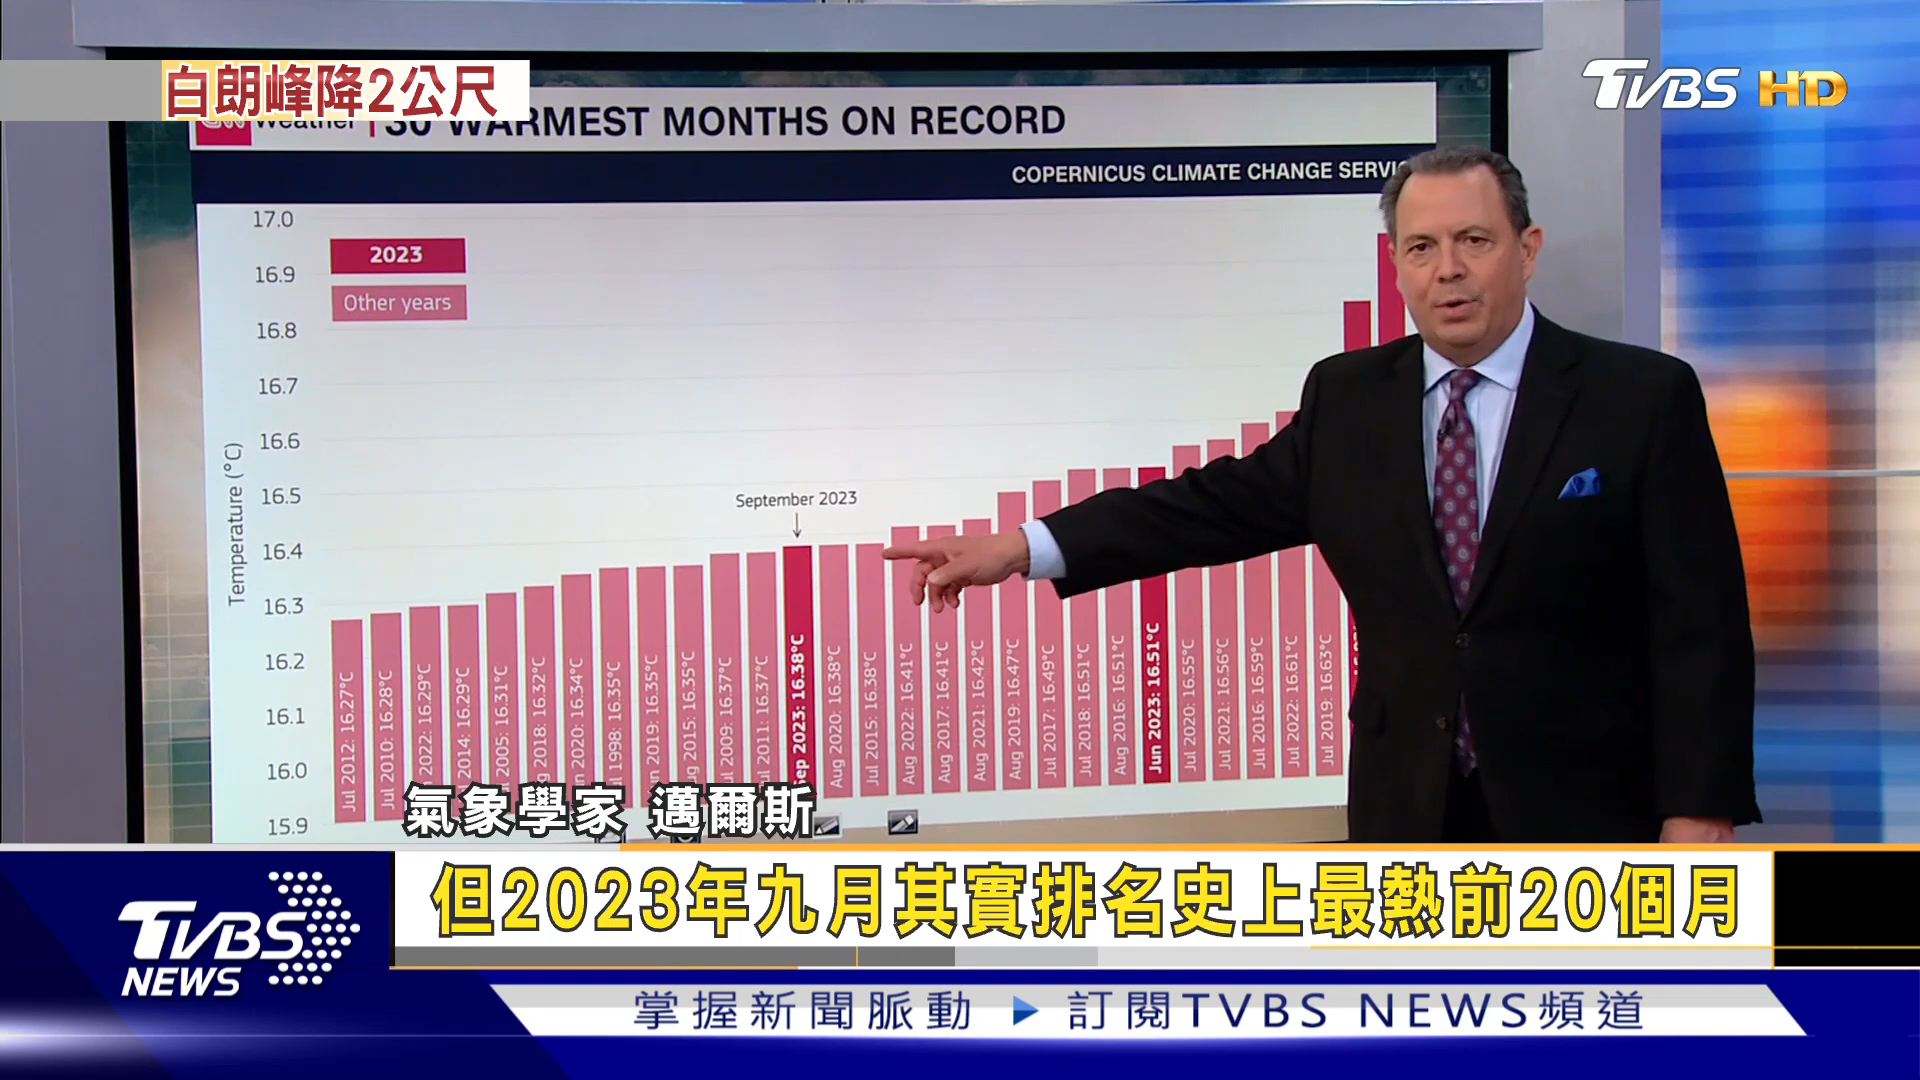 白朗峰降2公尺
TVBS HD
Weather 30 WARMEST MONTHS ON RECORD
COPERNICUS CLIMATE CHANGE
17.0
16.9
16.8
16.7
16.6
16.5
16.4
16.3
16.2
16.1
16.0
15.9
Temperature (°C)
2023
Other years
September 2023
Jul 2012: 16.27°C
Jul 2010: 16.28°C
2022: 16.29°C
2014: 16.29°C
2005: 16.31°C
2018: 16.32°C
2020: 16.34°C
1998: 16.35°C
2019: 16.35°C
2015: 16.35°C
2009: 16.37°C
2011: 16.37°C
Sep 2023: 16.38°C
Aug 2020: 16.38°C
Jul 2015: 16.38°C
Aug 2022: 16.41°C
Aug 2017: 16.41°C
Aug 2021: 16.42°C
Aug 2019: 16.47°C
Jul 2017: 16.49°C
Jul 2018: 16.51°C
Aug 2016: 16.51°C
Jun 2023: 16.51°C
Jul 2020: 16.55°C
Jul 2021: 16.56°C
Jul 2016: 16.59°C
Jul 2022: 16.61°C
Jul 2019: 16.63°C
氣象學家 邁爾斯
但2023年九月其實排名史上最熱前20個月
TVBS
NEWS
掌握新聞脈動 ▶ 訂閱TVBS NEWS頻道